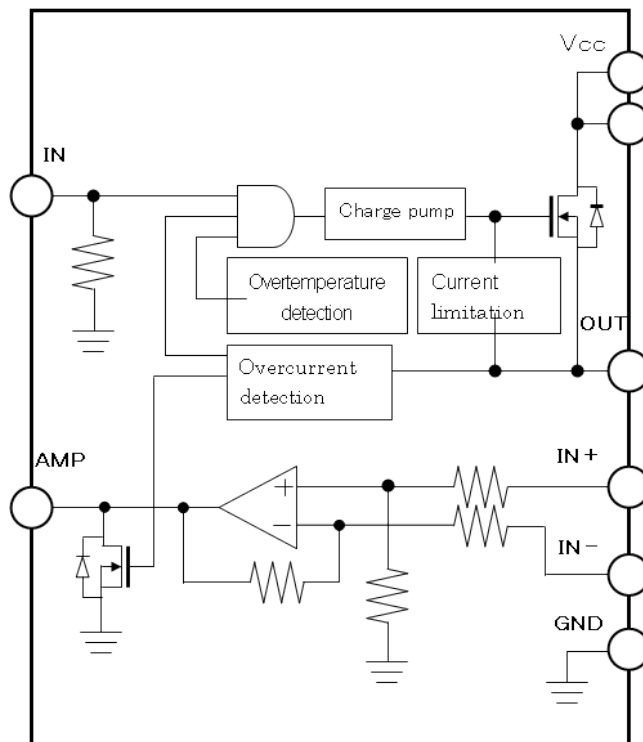 Vcc
IN
Charge pump
Overtemperature
detection
Current
limitation
OUT
Overcurrent
detection
AMP
IN+
+
−
IN−
GND